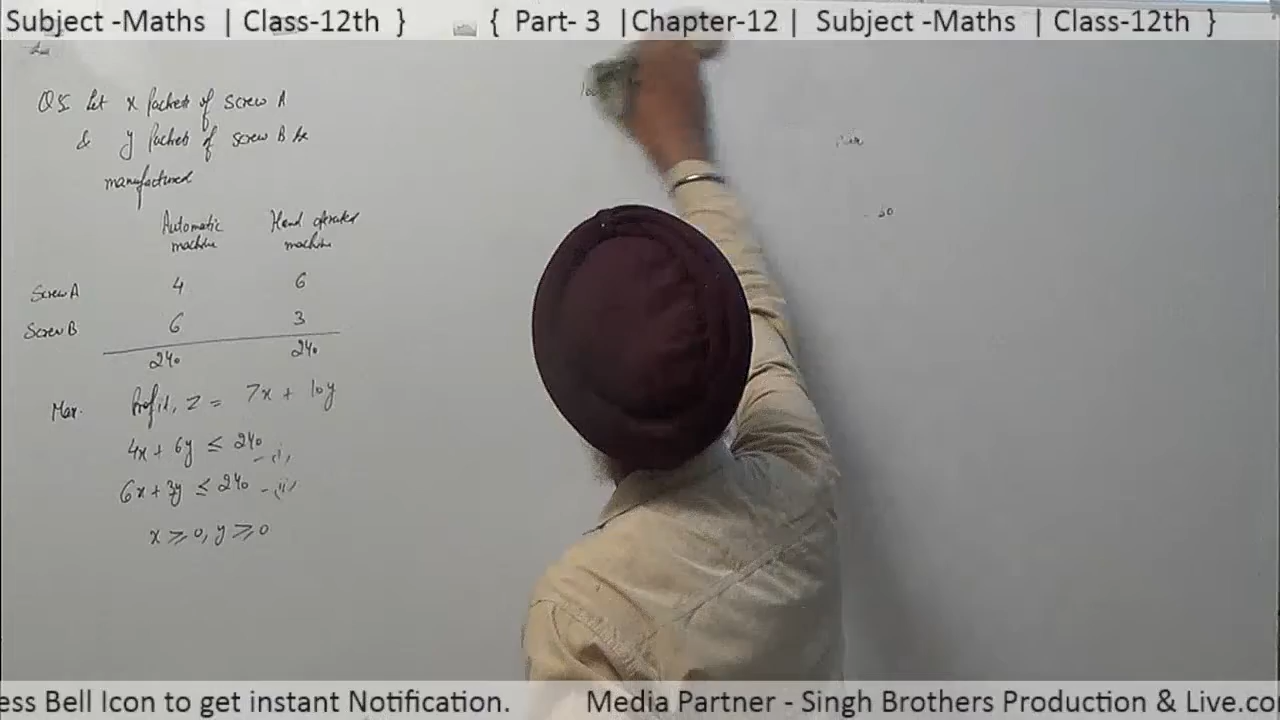 Subject -Maths | Class-12th } { Part- 3 |Chapter-12 | Subject -Maths | Class-12th }
Q5 Let x packets of screw A
& y packets of screw B be
manufactured
Automatic machine Hand operated machine
Screw A 4 6
Screw B 6 3
240 240
Max. Profit, Z = 7x + 10y
4x + 6y ≤ 240 -(i)
6x + 3y ≤ 240 -(ii)
x ≥ 0, y ≥ 0
ess Bell Icon to get instant Notification. Media Partner - Singh Brothers Production & Live.co